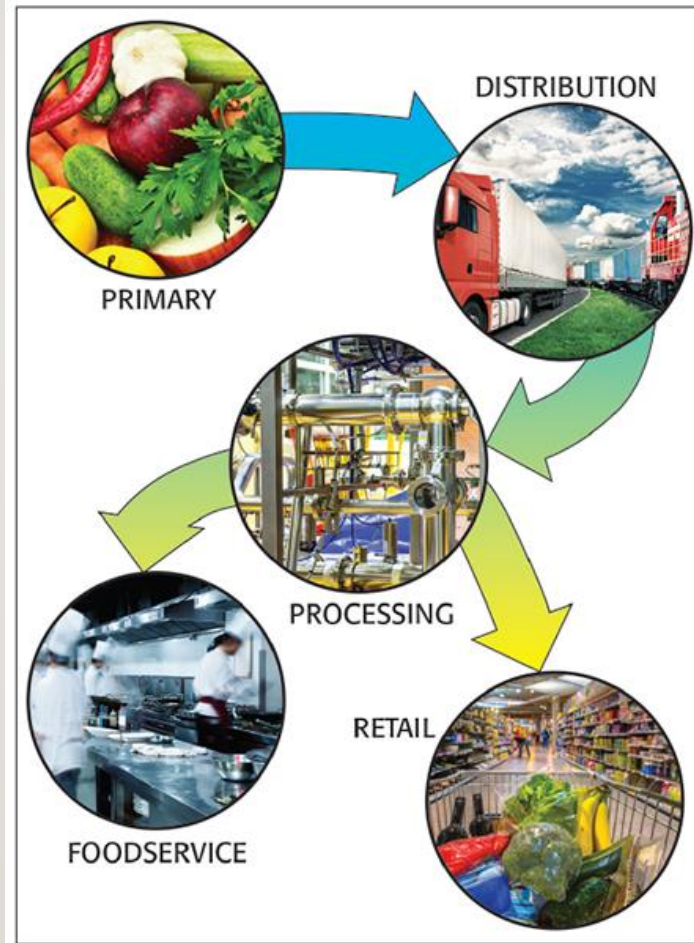 PRIMARY
DISTRIBUTION
PROCESSING
FOODSERVICE
RETAIL